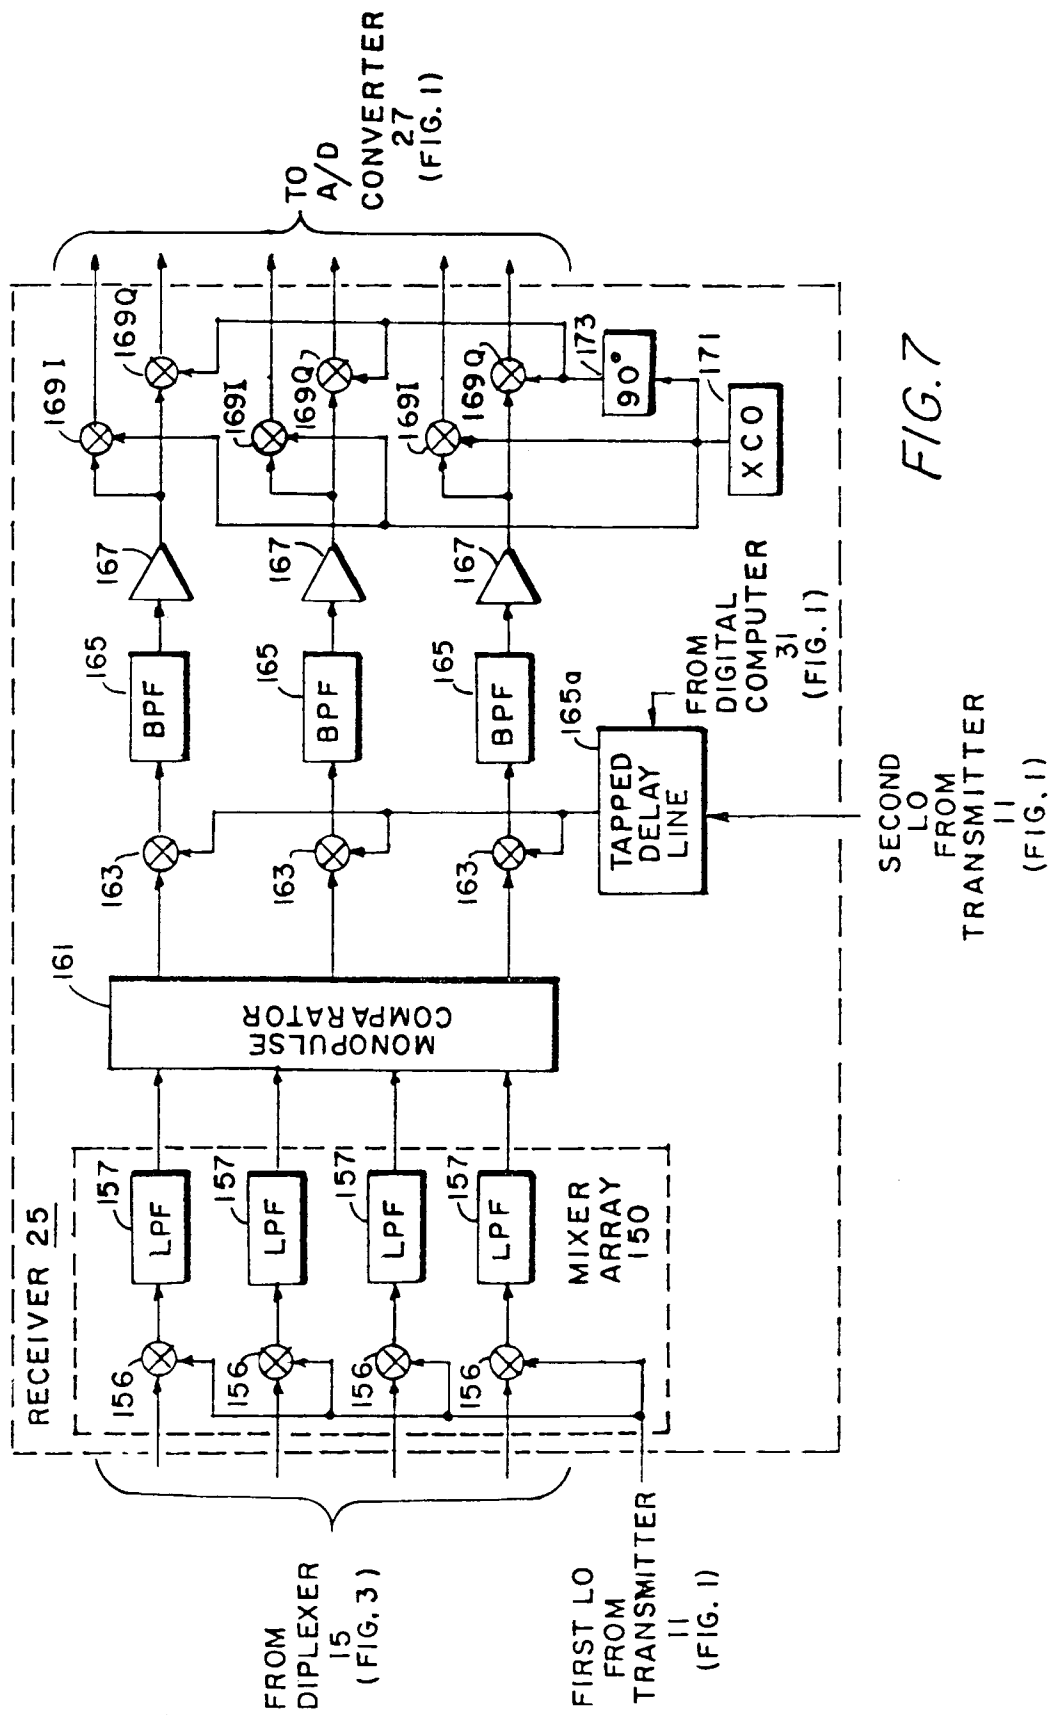 RECEIVER 25
FROM
DIPLEXER
15
(FIG. 3)
FIRST LO
FROM
TRANSMITTER
11
(FIG. 1)
156
156
156
156
157
157
157
157
LPF
LPF
LPF
LPF
MIXER
ARRAY
150
161
MONOPULSE
COMPARATOR
163
163
163
165
165
165
BPF
BPF
BPF
165a
TAPPED
DELAY
LINE
FROM
DIGITAL
COMPUTER
31
(FIG. 1)
SECOND
LO
FROM
TRANSMITTER
11
(FIG. 1)
167
167
167
169I
169Q
169I
169Q
169I
169Q
173
90°
171
XCO
TO
A/D
CONVERTER
27
(FIG. 1)
FIG. 7